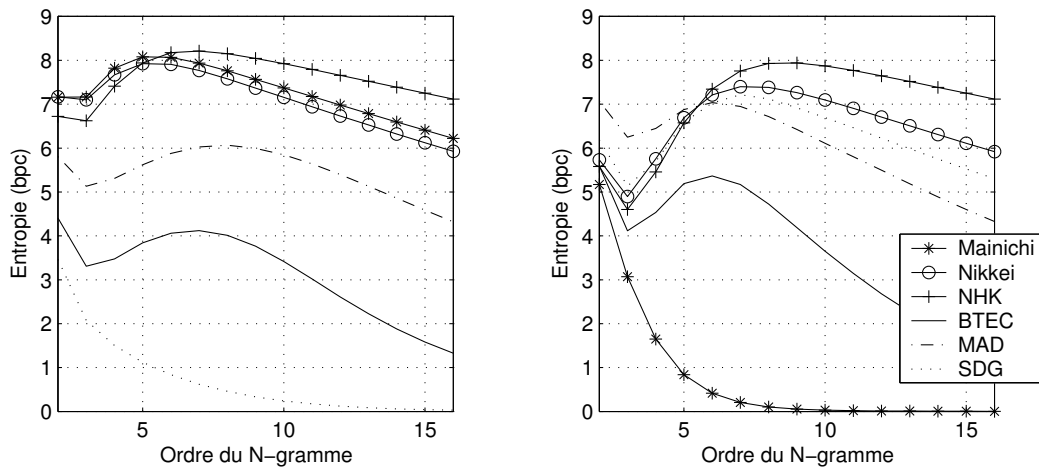 9
8
7
6
5
4
3
2
1
0
Entropie (bpc)
5
10
15
Ordre du N−gramme
9
8
7
6
5
4
3
2
1
0
Entropie (bpc)
5
10
15
Ordre du N−gramme
Mainichi
Nikkei
NHK
BTEC
MAD
SDG